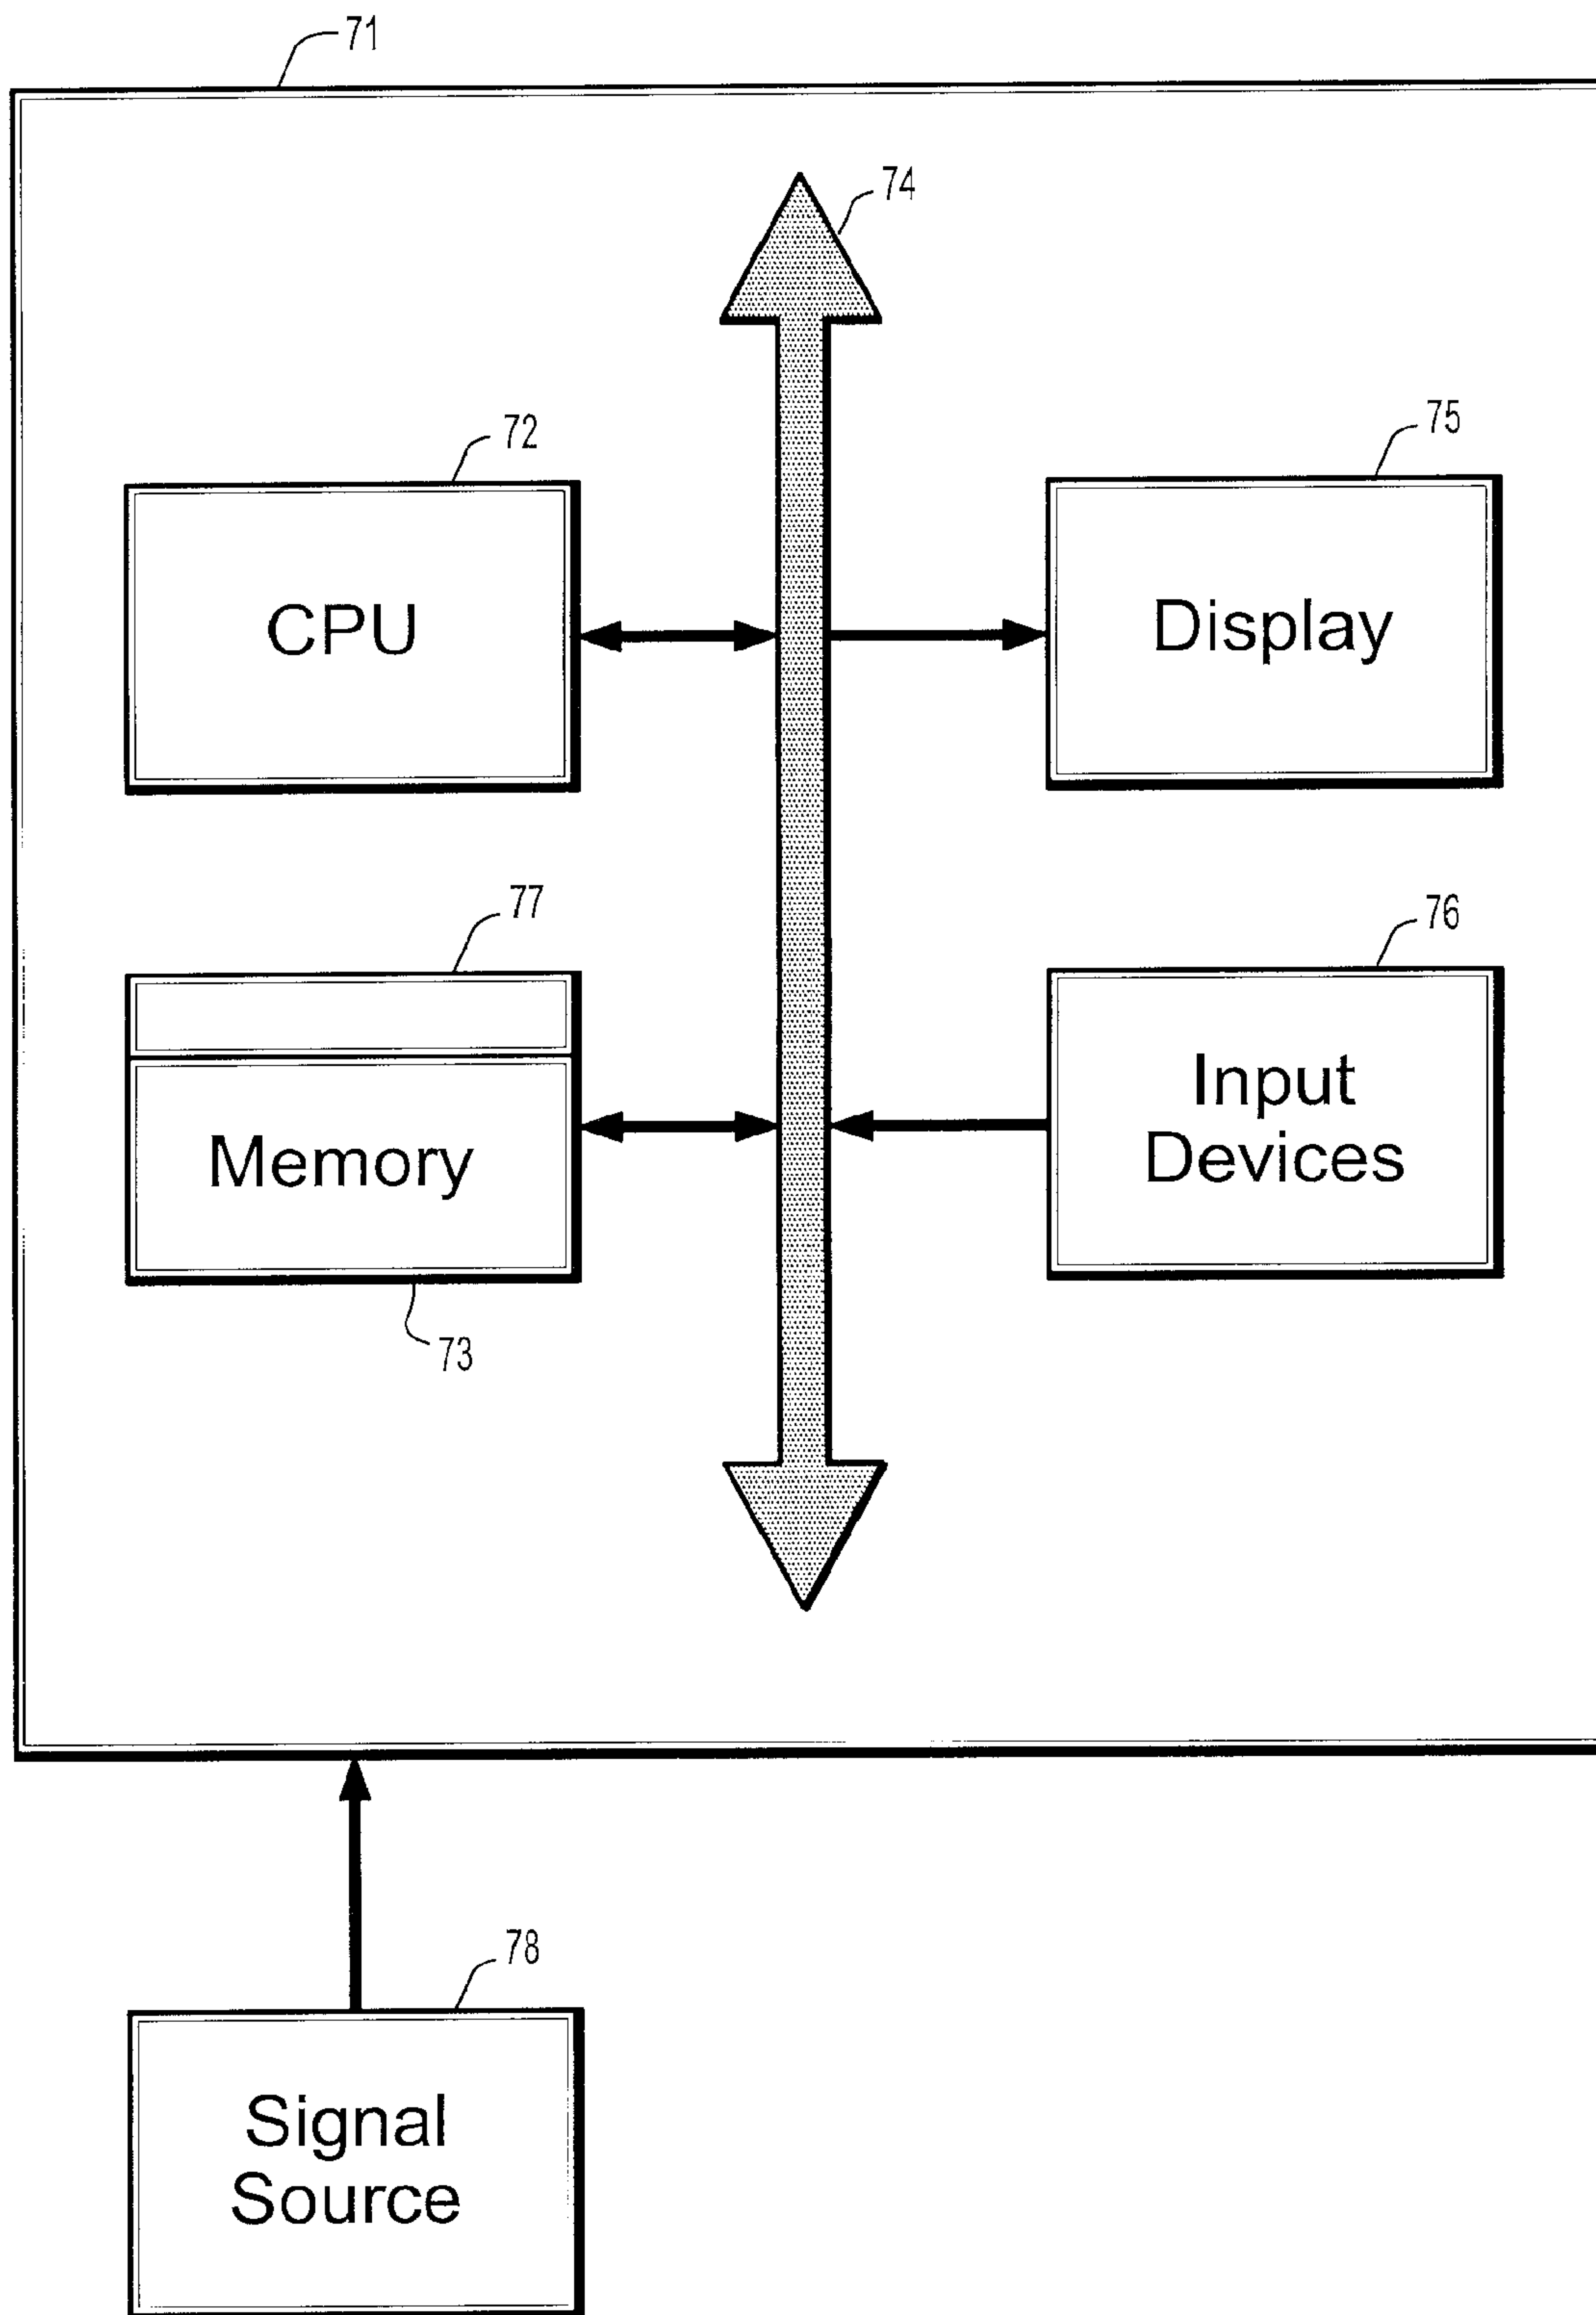 71
74
72
75
CPU
Display
77
76
Input
Devices
Memory
73
78
Signal
Source